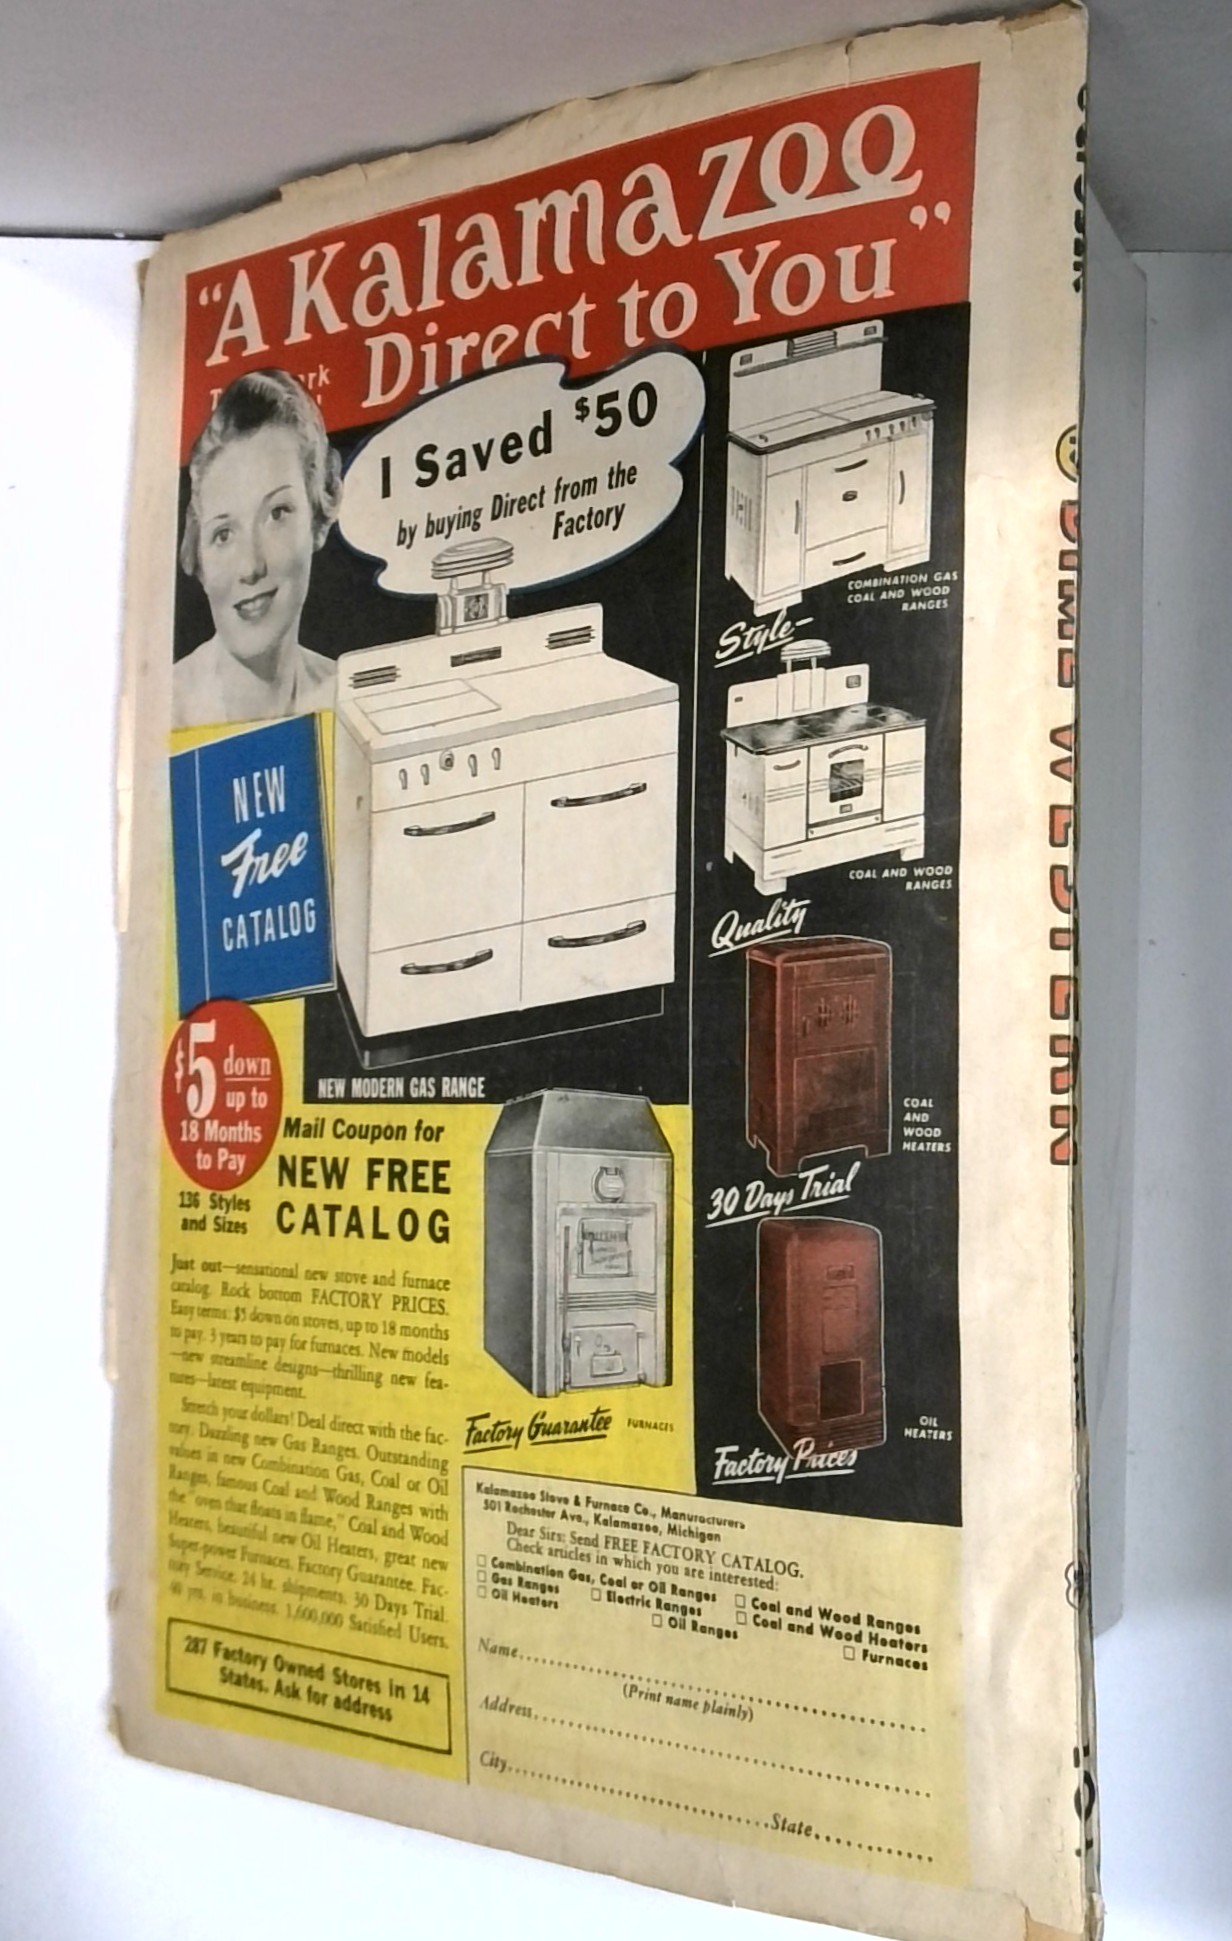 "A Kalamazoo
Direct to You"
I Saved $50
by buying Direct from the
Factory
COMBINATION GAS
COAL AND WOOD
RANGES
Style-
COAL AND WOOD
RANGES
Quality
NEW
Free
CATALOG
COAL
AND
WOOD
HEATERS
30 Days Trial
OIL
HEATERS
Factory Prices
NEW MODERN GAS RANGE
$5 down
up to
18 Months
to Pay
136 Styles
and Sizes
Mail Coupon for
NEW FREE
CATALOG
Just out—sensational new stove and furnace
catalog. Rock bottom FACTORY PRICES.
Easy terms: $5 down on stoves, up to 18 months
to pay. 3 years to pay for furnaces. New models
—new streamline designs—thrilling new fea-
tures—latest equipment.
Stretch your dollars! Deal direct with the fac-
tory. Dazzling new Gas Ranges. Outstanding
values in new Combination Gas, Coal or Oil
Ranges, famous Coal and Wood Ranges with
the "oven that floats in flame," Coal and Wood
Heaters, beautiful new Oil Heaters, great new
Super-power Furnaces. Factory Guarantee. Fac-
tory Service. 24 hr. shipments. 30 Days Trial.
40 yrs. in business. 1,600,000 Satisfied Users.
287 Factory Owned Stores in 14
States. Ask for address
Factory Guarantee
FURNACES
Kalamazoo Stove & Furnace Co., Manufacturers
501 Rochester Ave., Kalamazoo, Michigan
Dear Sirs: Send FREE FACTORY CATALOG.
Check articles in which you are interested:
Combination Gas, Coal or Oil Ranges
Coal and Wood Ranges
Gas Ranges
Electric Ranges
Coal and Wood Heaters
Oil Heaters
Oil Ranges
Furnaces
Name
(Print name plainly)
Address
City
State
DIME WESTERN